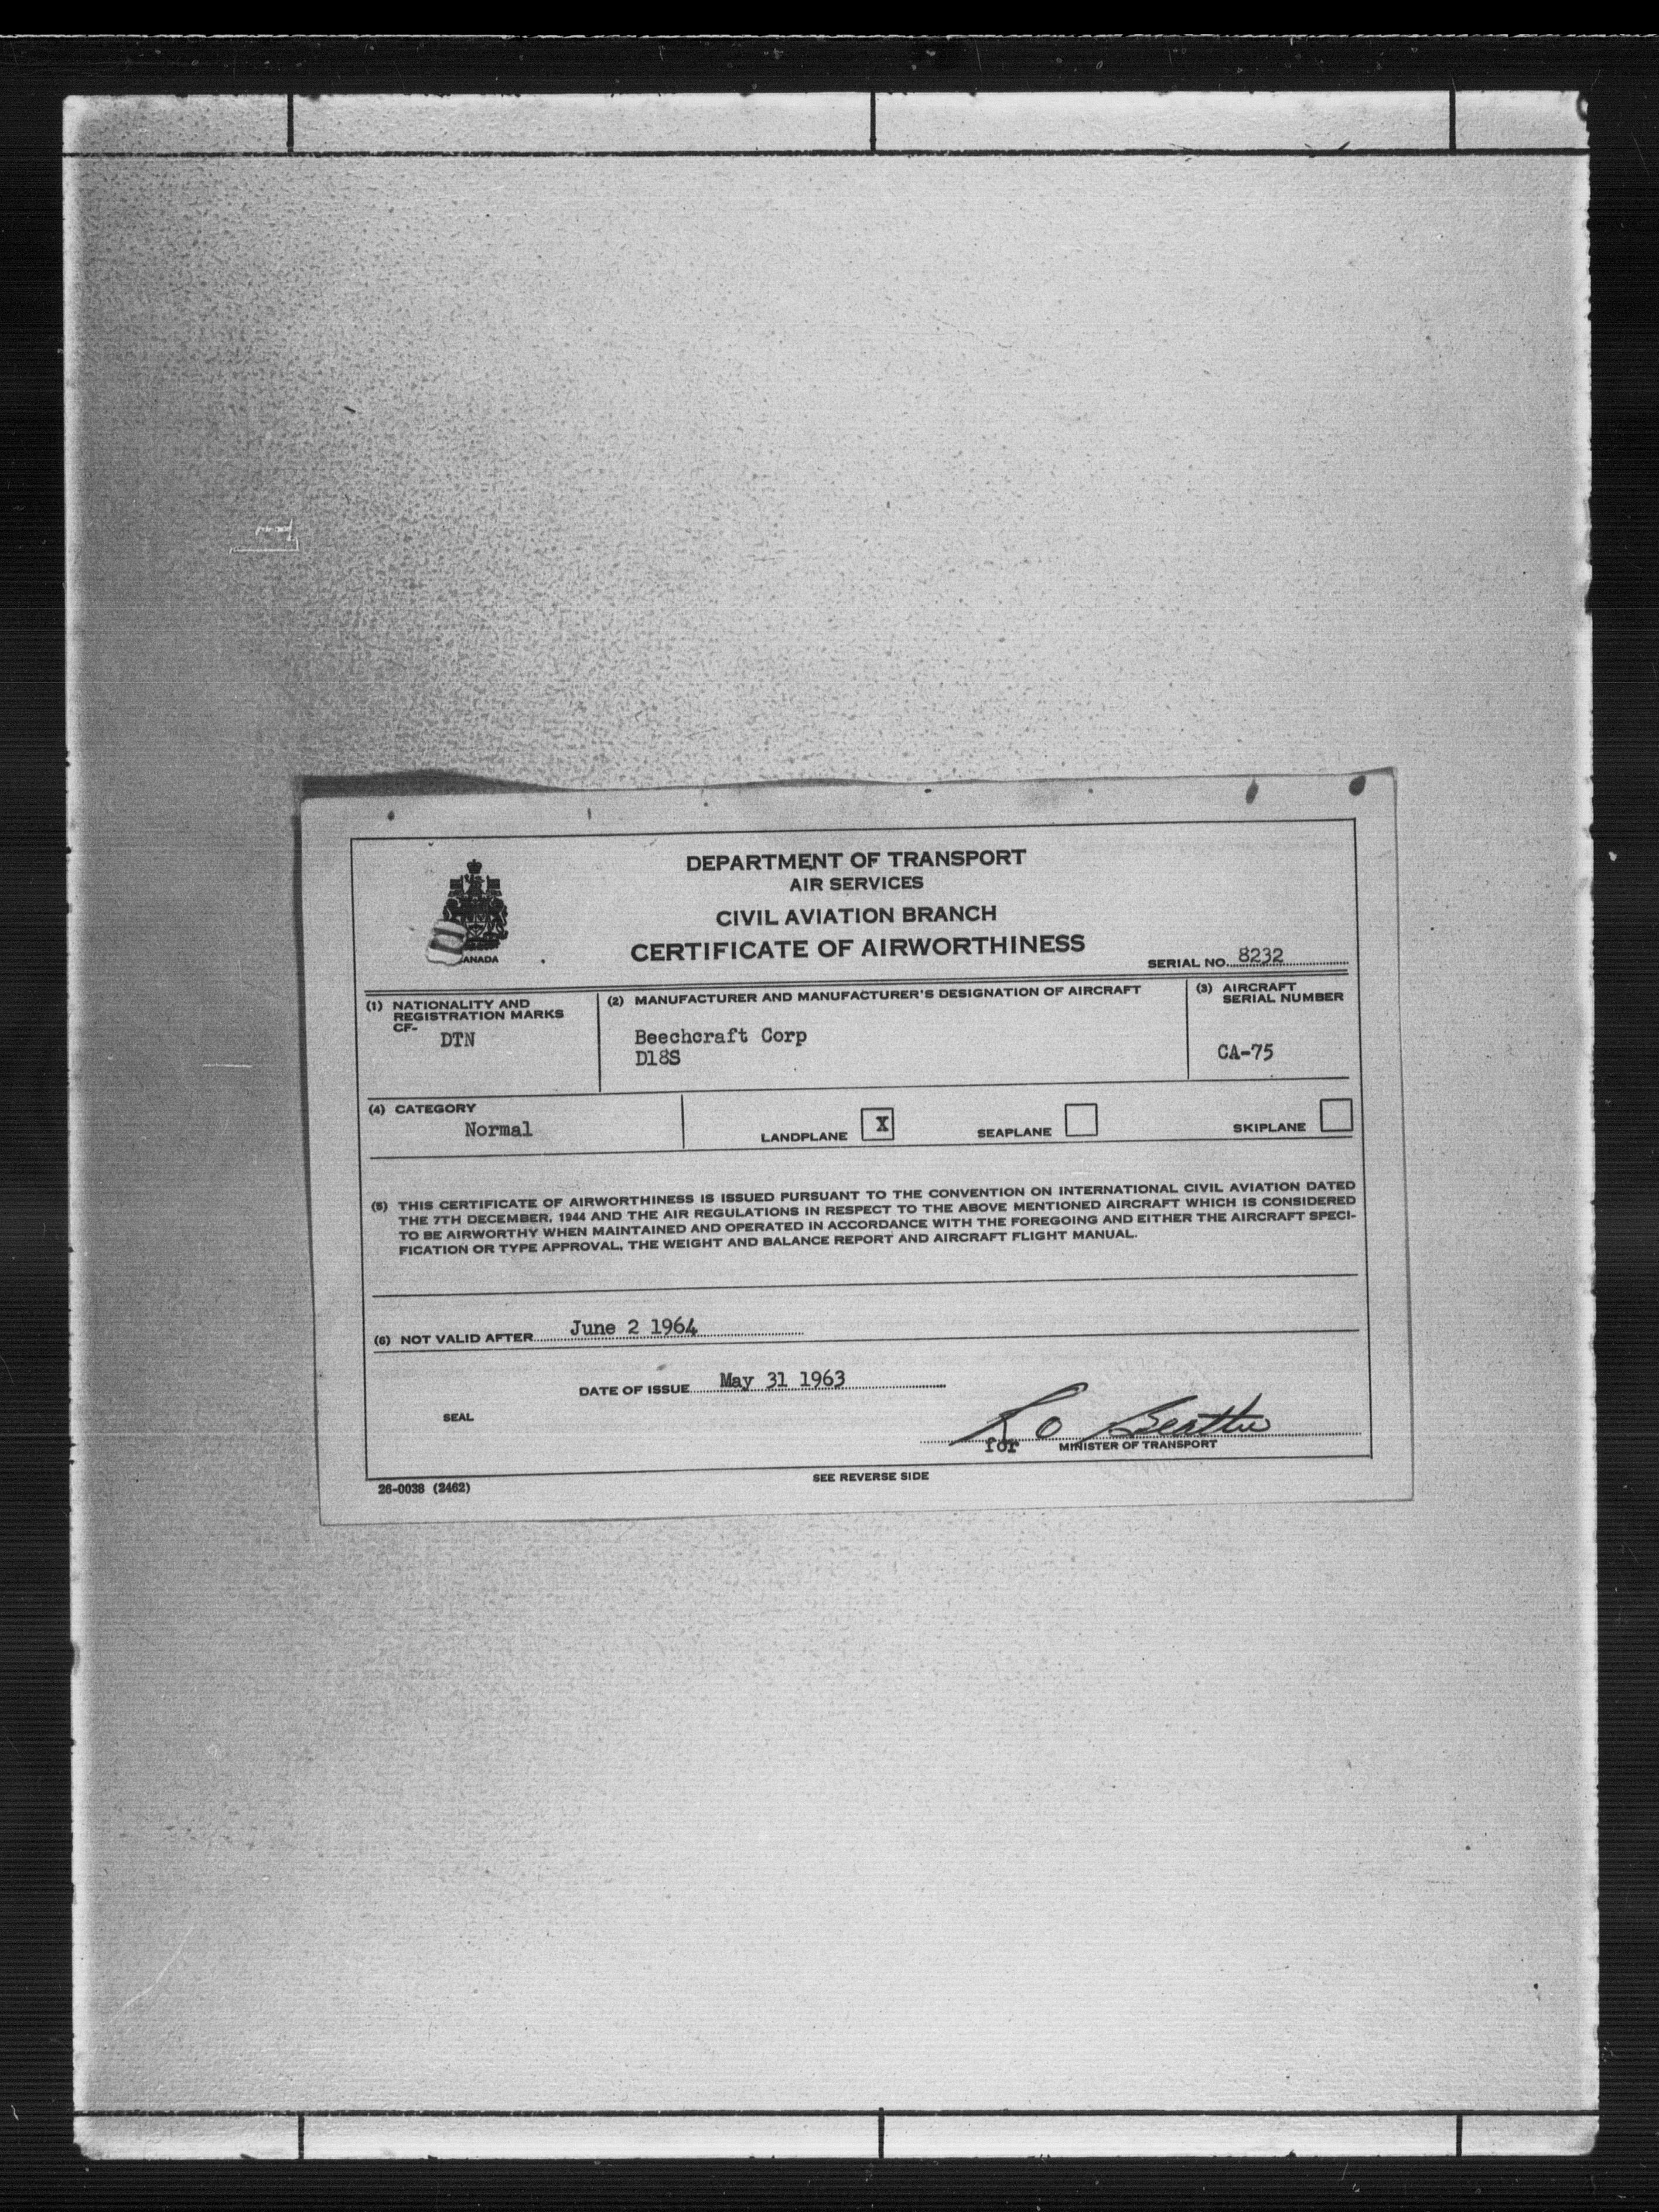 DEPARTMENT OF TRANSPORT
AIR SERVICES
CIVIL AVIATION BRANCH
CERTIFICATE OF AIRWORTHINESS
ANADA
SERIAL NO. 8232
(1) NATIONALITY AND
REGISTRATION MARKS
CF-
DTN
(2) MANUFACTURER AND MANUFACTURER'S DESIGNATION OF AIRCRAFT
Beechcraft Corp
D18S
(3) AIRCRAFT
SERIAL NUMBER
CA-75
(4) CATEGORY
Normal
LANDPLANE X SEAPLANE SKIPLANE
(5) THIS CERTIFICATE OF AIRWORTHINESS IS ISSUED PURSUANT TO THE CONVENTION ON INTERNATIONAL CIVIL AVIATION DATED
THE 7TH DECEMBER, 1944 AND THE AIR REGULATIONS IN RESPECT TO THE ABOVE MENTIONED AIRCRAFT WHICH IS CONSIDERED
TO BE AIRWORTHY WHEN MAINTAINED AND OPERATED IN ACCORDANCE WITH THE FOREGOING AND EITHER THE AIRCRAFT SPECI-
FICATION OR TYPE APPROVAL, THE WEIGHT AND BALANCE REPORT AND AIRCRAFT FLIGHT MANUAL.
(6) NOT VALID AFTER June 2 1964
DATE OF ISSUE May 31 1963
SEAL
for MINISTER OF TRANSPORT
SEE REVERSE SIDE
26-0038 (2462)